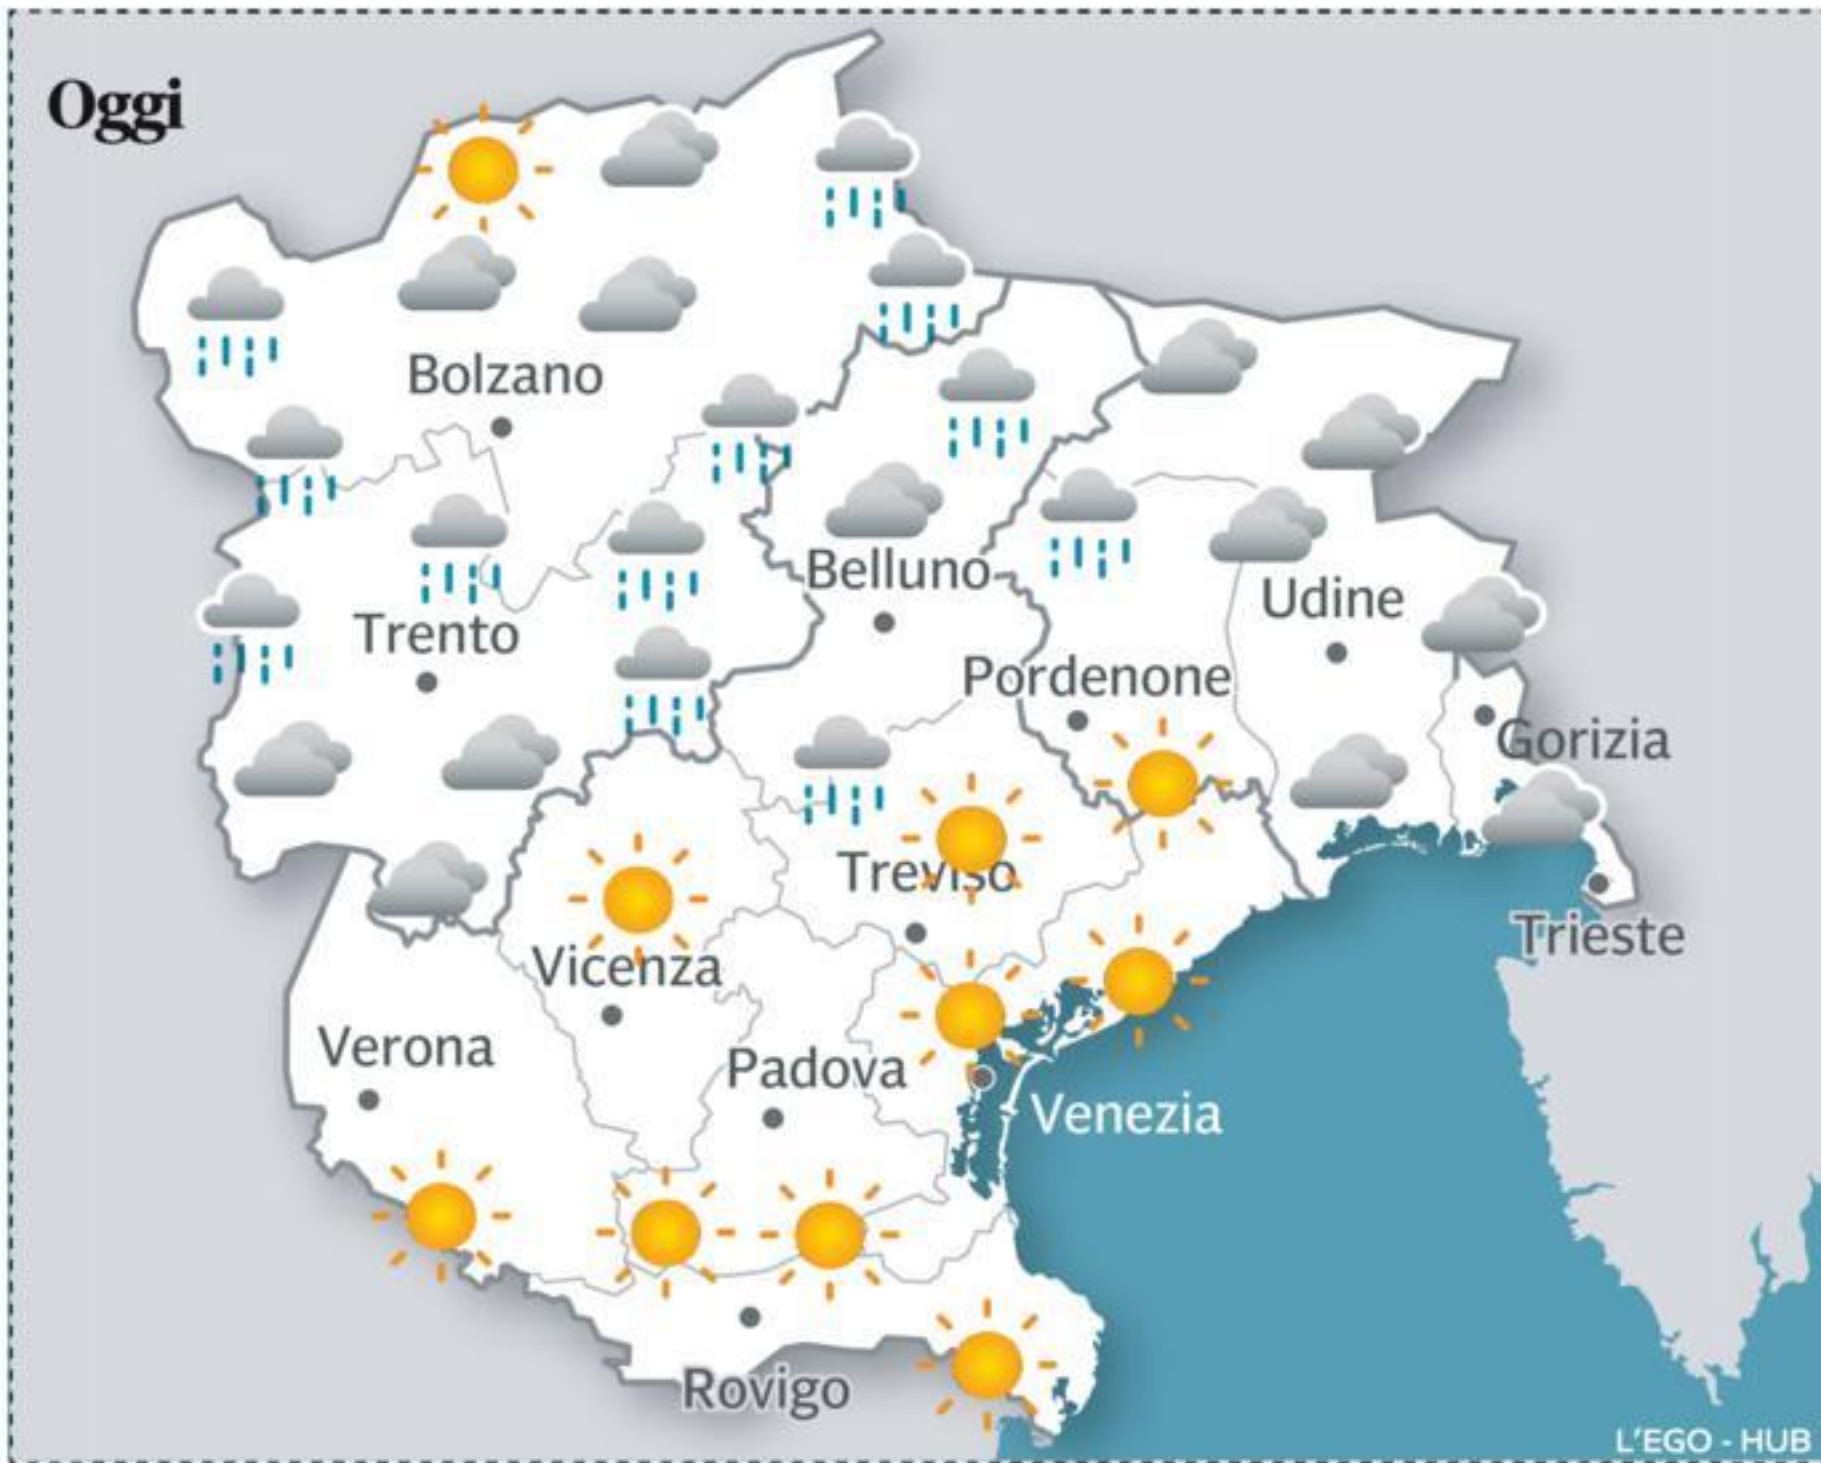 Oggi
Bolzano
Belluno
Udine
Trento
Pordenone
Gorizia
Treviso
Trieste
Vicenza
Verona
Padova
Venezia
Rovigo
L'EGO - HUB